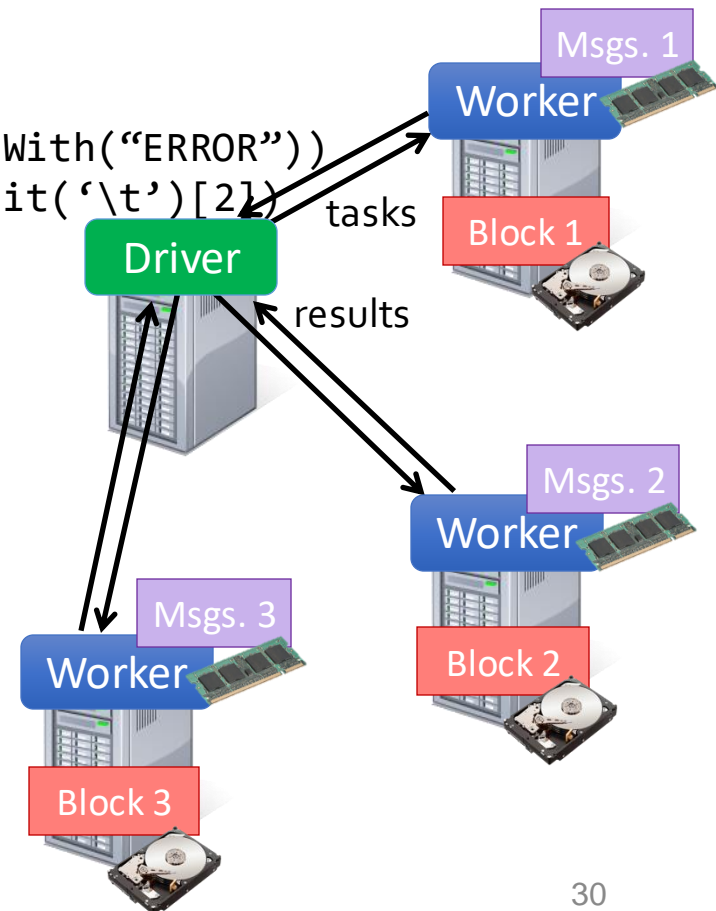 Msgs. 1
Worker
With(“ERROR”))
it(‘\t’)[2])
tasks
Block 1
Driver
results
Msgs. 2
Worker
Msgs. 3
Block 2
Worker
Block 3
30